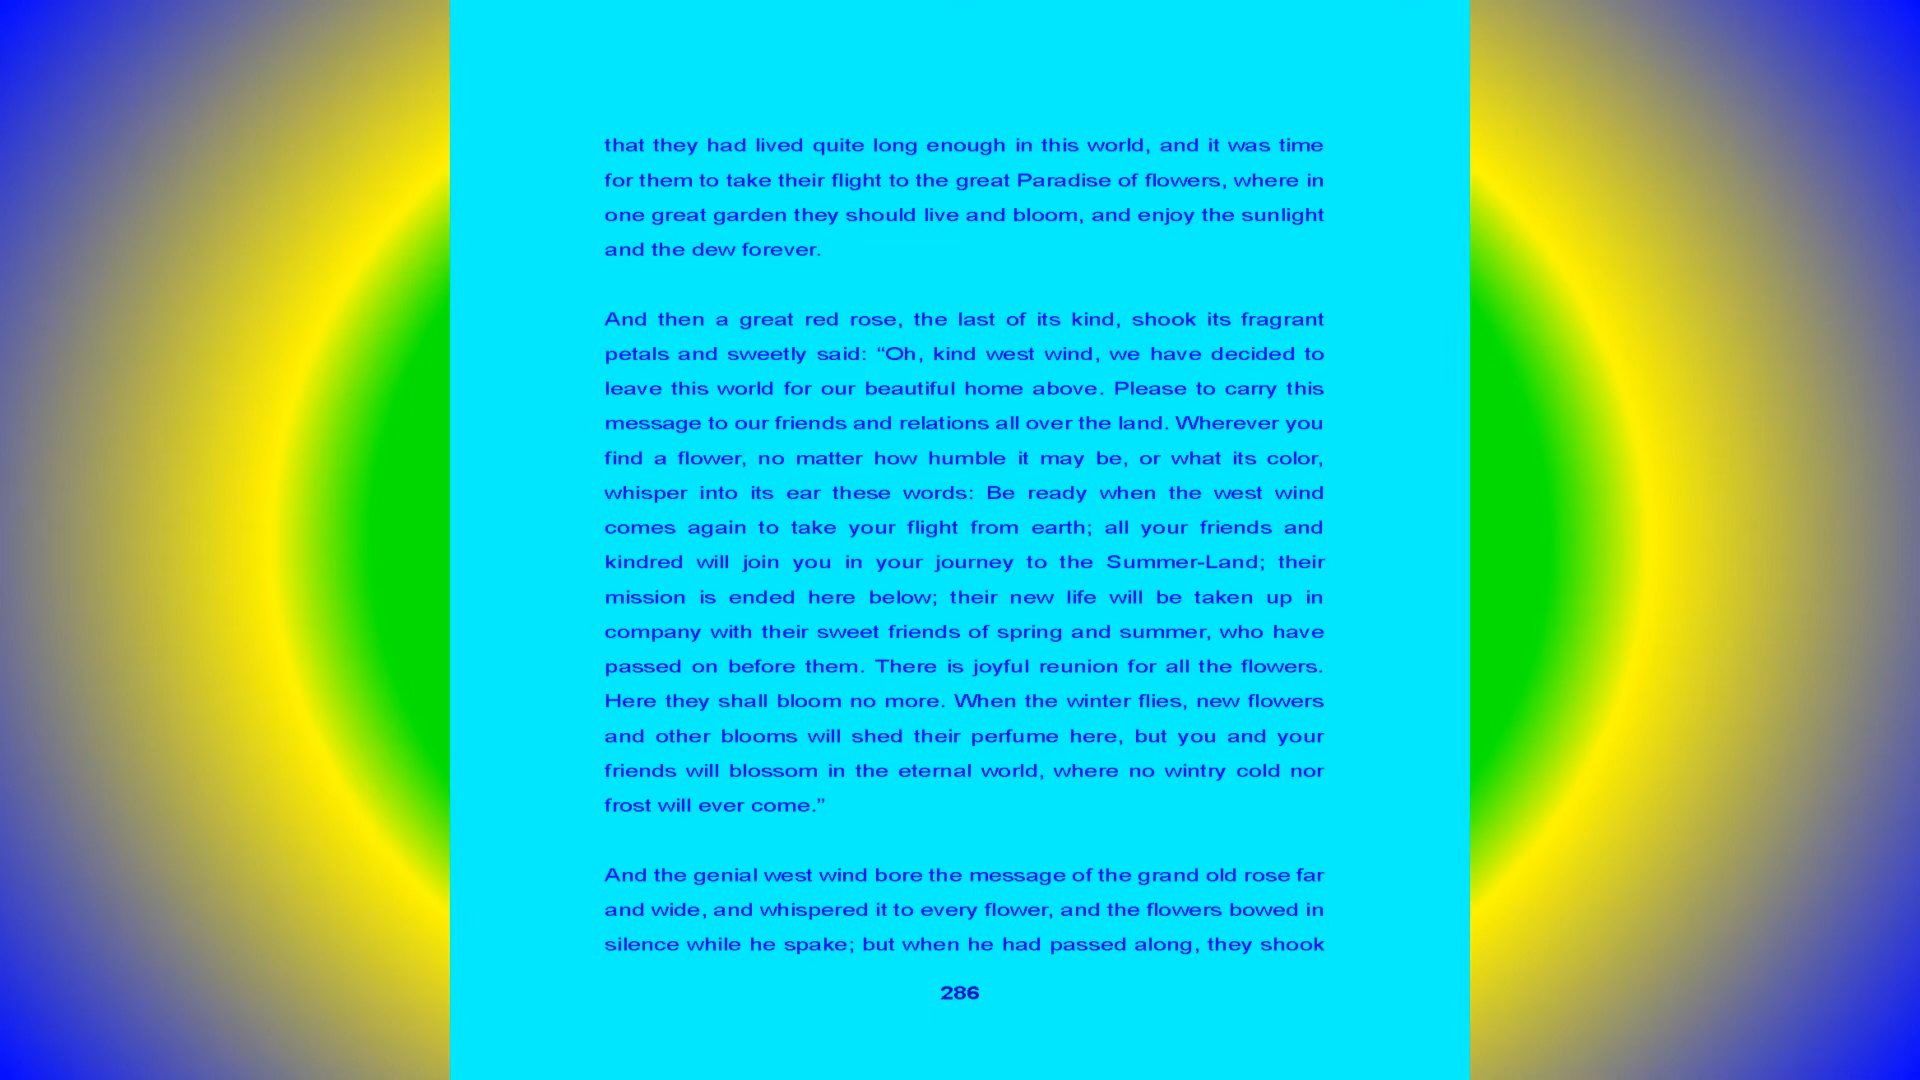 that they had lived quite long enough in this world, and it was time
for them to take their flight to the great Paradise of flowers, where in
one great garden they should live and bloom, and enjoy the sunlight
and the dew forever.
And then a great red rose, the last of its kind, shook its fragrant
petals and sweetly said: “Oh, kind west wind, we have decided to
leave this world for our beautiful home above. Please to carry this
message to our friends and relations all over the land. Wherever you
find a flower, no matter how humble it may be, or what its color,
whisper into its ear these words: Be ready when the west wind
comes again to take your flight from earth; all your friends and
kindred will join you in your journey to the Summer-Land; their
mission is ended here below; their new life will be taken up in
company with their sweet friends of spring and summer, who have
passed on before them. There is joyful reunion for all the flowers.
Here they shall bloom no more. When the winter flies, new flowers
and other blooms will shed their perfume here, but you and your
friends will blossom in the eternal world, where no wintry cold nor
frost will ever come.”
And the genial west wind bore the message of the grand old rose far
and wide, and whispered it to every flower, and the flowers bowed in
silence while he spake; but when he had passed along, they shook
286